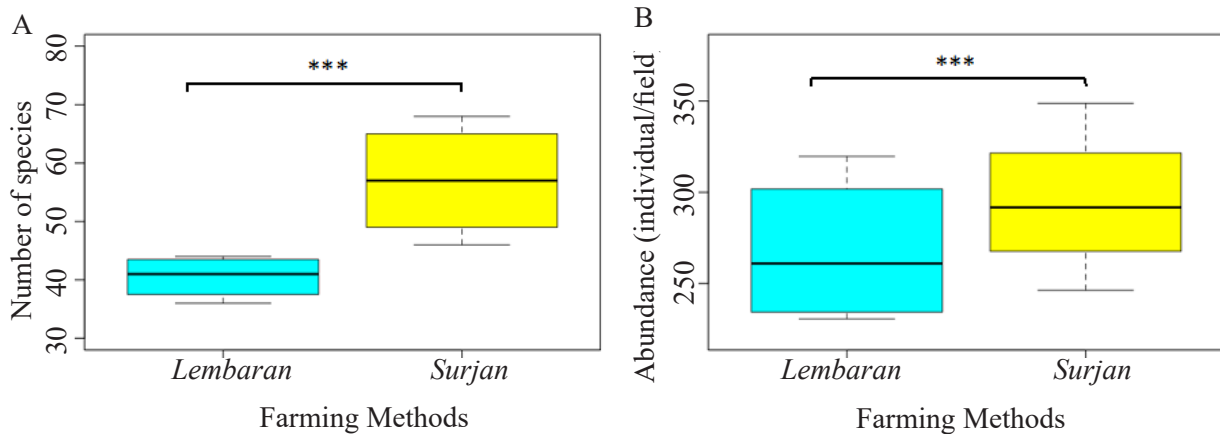 A
Number of species
80
70
60
50
40
30
***
Lembaran
Surjan
Farming Methods
B
Abundance (individual/field)
350
300
250
***
Lembaran
Surjan
Farming Methods